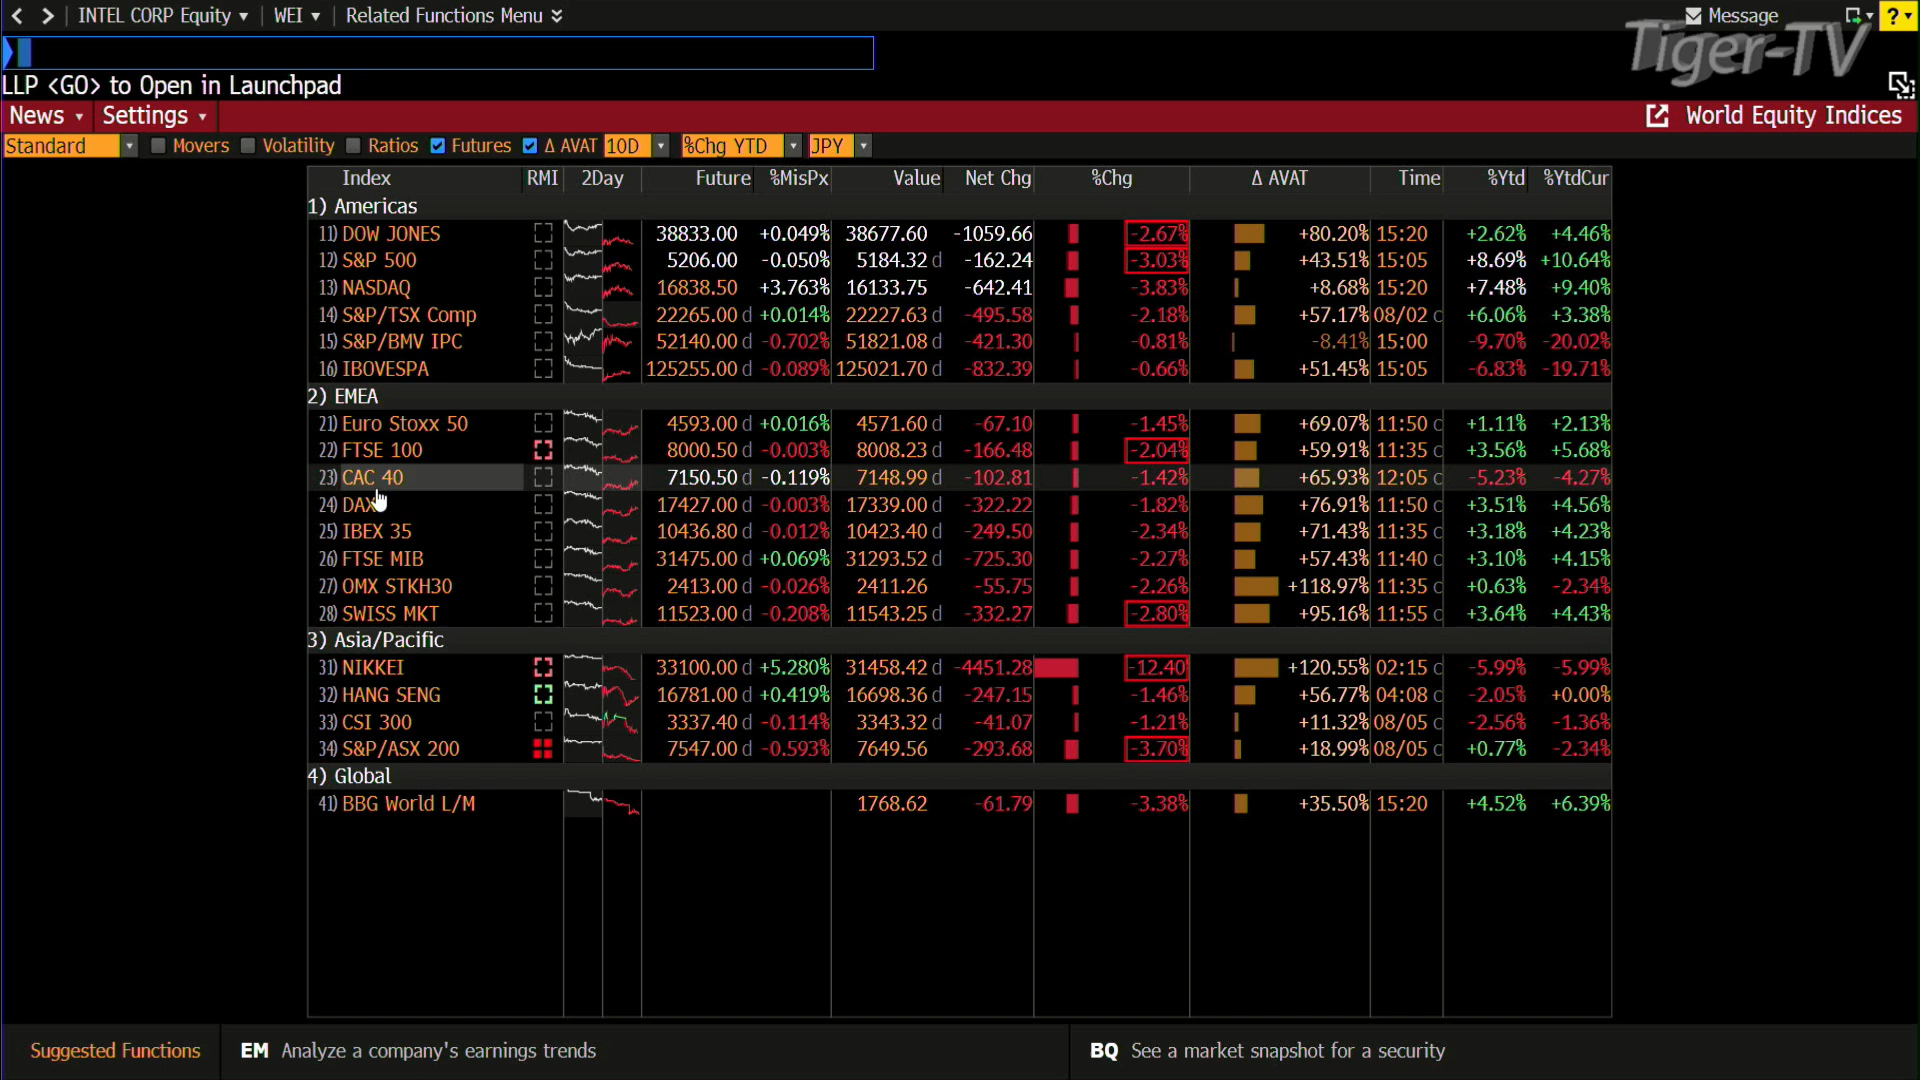 INTEL CORP Equity WEI Related Functions Menu Message ?
Tiger-TV
LLP <GO> to Open in Launchpad
News Settings World Equity Indices
Standard Movers Volatility Ratios Futures Δ AVAT 10D %Chg YTD JPY
Index RMI 2Day Future %MisPx Value Net Chg %Chg Δ AVAT Time %Ytd %YtdCur
1) Americas
11) DOW JONES 38833.00 +0.049% 38677.60 -1059.66 -2.67% +80.20% 15:20 +2.62% +4.46%
12) S&P 500 5206.00 -0.050% 5184.32 d -162.24 -3.03% +43.51% 15:05 +8.69% +10.64%
13) NASDAQ 16838.50 +3.763% 16133.75 -642.41 -3.83% +8.68% 15:20 +7.48% +9.40%
14) S&P/TSX Comp 22265.00 d +0.014% 22227.63 d -495.58 -2.18% +57.17% 08/02 c +6.06% +3.38%
15) S&P/BMV IPC 52140.00 d -0.702% 51821.08 d -421.30 -0.81% -8.41% 15:00 -9.70% -20.02%
16) IBOVESPA 125255.00 d -0.089% 125021.70 d -832.39 -0.66% +51.45% 15:05 -6.83% -19.71%
2) EMEA
21) Euro Stoxx 50 4593.00 d +0.016% 4571.60 d -67.10 -1.45% +69.07% 11:50 c +1.11% +2.13%
22) FTSE 100 8000.50 d -0.003% 8008.23 d -166.48 -2.04% +59.91% 11:35 c +3.56% +5.68%
23) CAC 40 7150.50 d -0.119% 7148.99 d -102.81 -1.42% +65.93% 12:05 c -5.23% -4.27%
24) DAX 17427.00 d -0.003% 17339.00 d -322.22 -1.82% +76.91% 11:50 c +3.51% +4.56%
25) IBEX 35 10436.80 d -0.012% 10423.40 d -249.50 -2.34% +71.43% 11:35 c +3.18% +4.23%
26) FTSE MIB 31475.00 d +0.069% 31293.52 d -725.30 -2.27% +57.43% 11:40 c +3.10% +4.15%
27) OMX STKH30 2413.00 d -0.026% 2411.26 -55.75 -2.26% +118.97% 11:35 c +0.63% -2.34%
28) SWISS MKT 11523.00 d -0.208% 11543.25 d -332.27 -2.80% +95.16% 11:55 c +3.64% +4.43%
3) Asia/Pacific
31) NIKKEI 33100.00 d +5.280% 31458.42 d -4451.28 -12.40 +120.55% 02:15 c -5.99% -5.99%
32) HANG SENG 16781.00 d +0.419% 16698.36 d -247.15 -1.46% +56.77% 04:08 c -2.05% +0.00%
33) CSI 300 3337.40 d -0.114% 3343.32 d -41.07 -1.21% +11.32% 08/05 c -2.56% -1.36%
34) S&P/ASX 200 7547.00 d -0.593% 7649.56 -293.68 -3.70% +18.99% 08/05 c +0.77% -2.34%
4) Global
41) BBG World L/M 1768.62 -61.79 -3.38% +35.50% 15:20 +4.52% +6.39%
Suggested Functions EM Analyze a company's earnings trends BQ See a market snapshot for a security